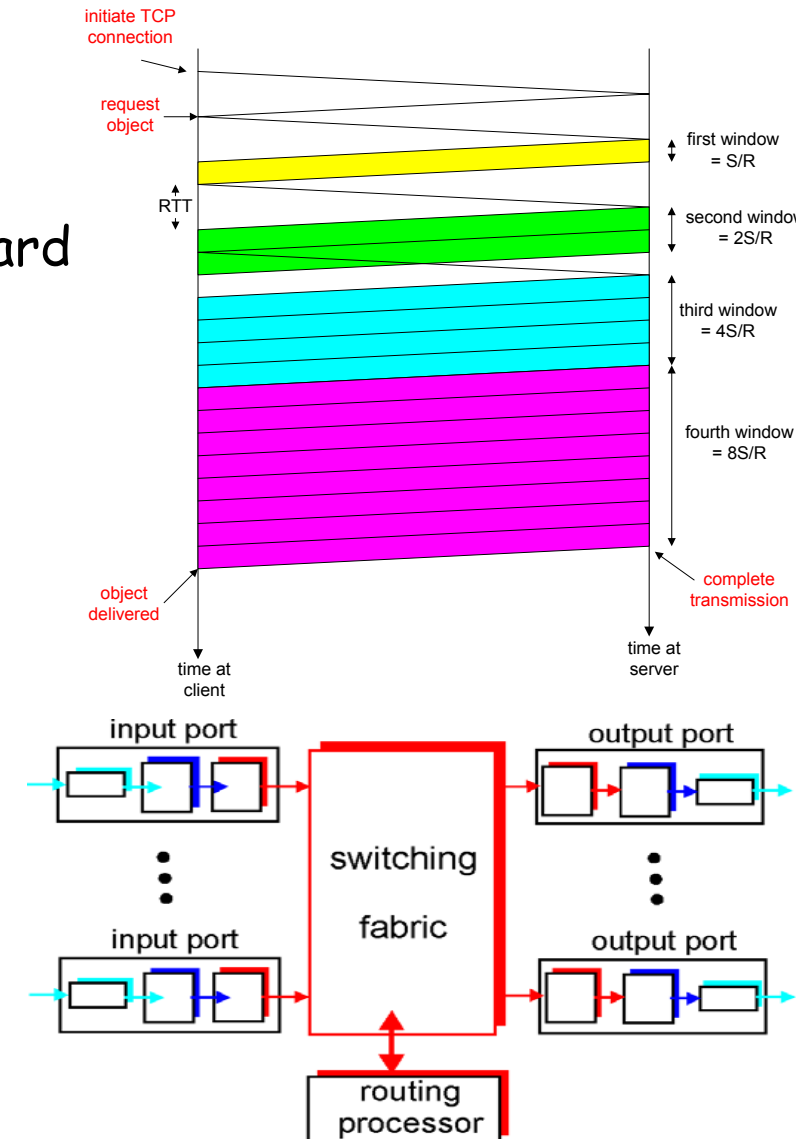 initiate TCP
connection
request
object
first window
= S/R
RTT
second window
= 2S/R
ard
third window
= 4S/R
fourth window
= 8S/R
object
delivered
complete
transmission
time at
client
time at
server
input port
output port
switching
fabric
input port
output port
routing
processor